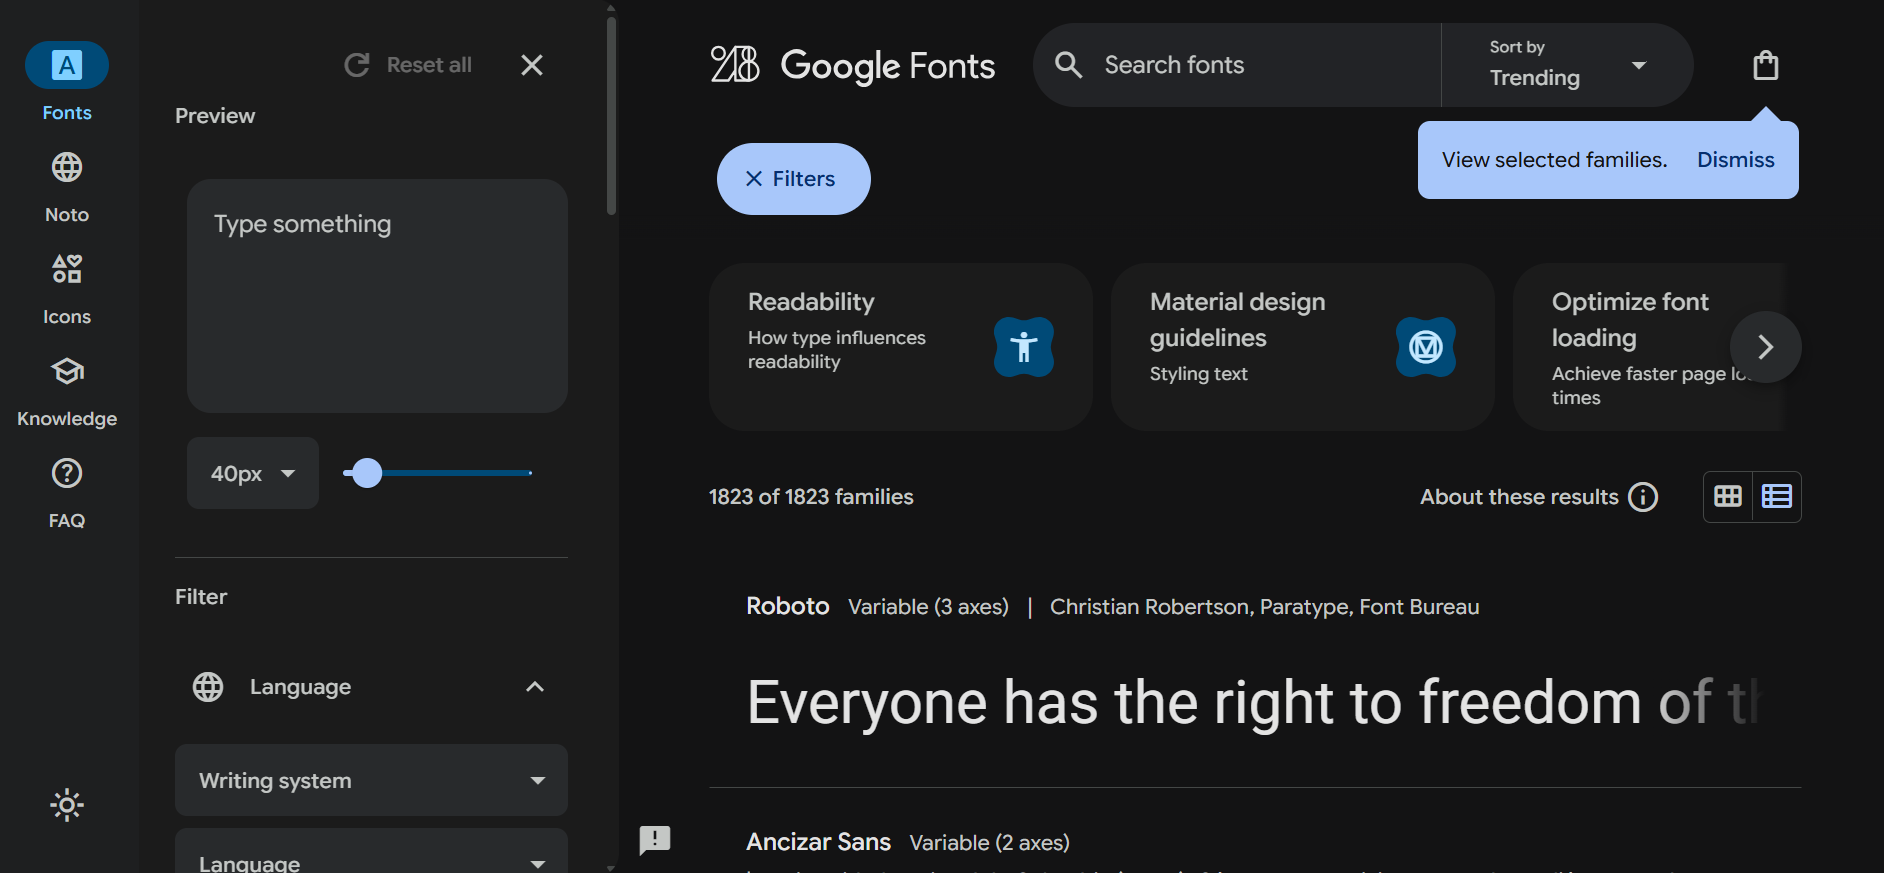 Fonts
Noto
Icons
Knowledge
FAQ
Reset all
Preview
Type something
40px
Filter
Language
Writing system
Language
Google Fonts
Search fonts
Sort by
Trending
View selected families. Dismiss
Filters
Readability
How type influences
readability
Material design
guidelines
Styling text
Optimize font
loading
Achieve faster page
times
1823 of 1823 families
About these results
Roboto Variable (3 axes) | Christian Robertson, Paratype, Font Bureau
Everyone has the right to freedom of
Ancizar Sans Variable (2 axes)